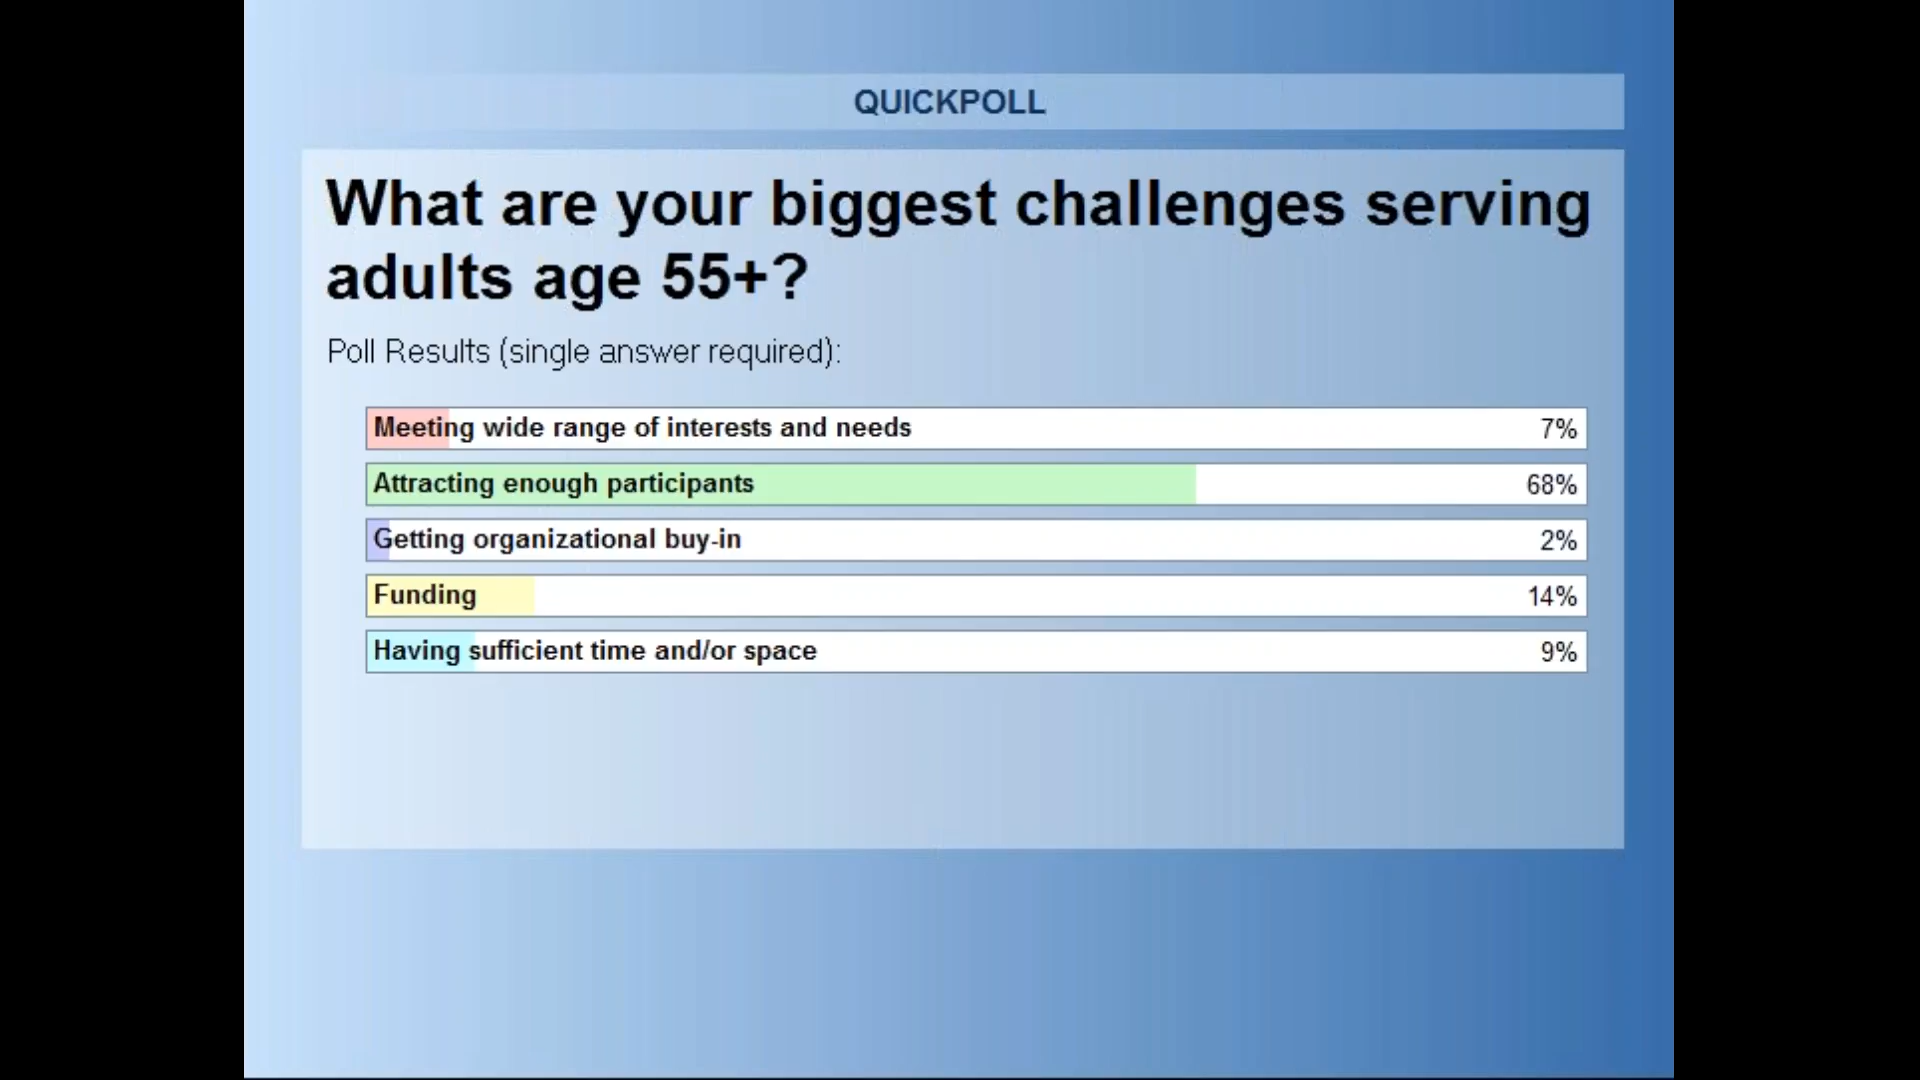 QUICKPOLL
What are your biggest challenges serving
adults age 55+?
Poll Results (single answer required):
Meeting wide range of interests and needs 7%
Attracting enough participants 68%
Getting organizational buy-in 2%
Funding 14%
Having sufficient time and/or space 9%